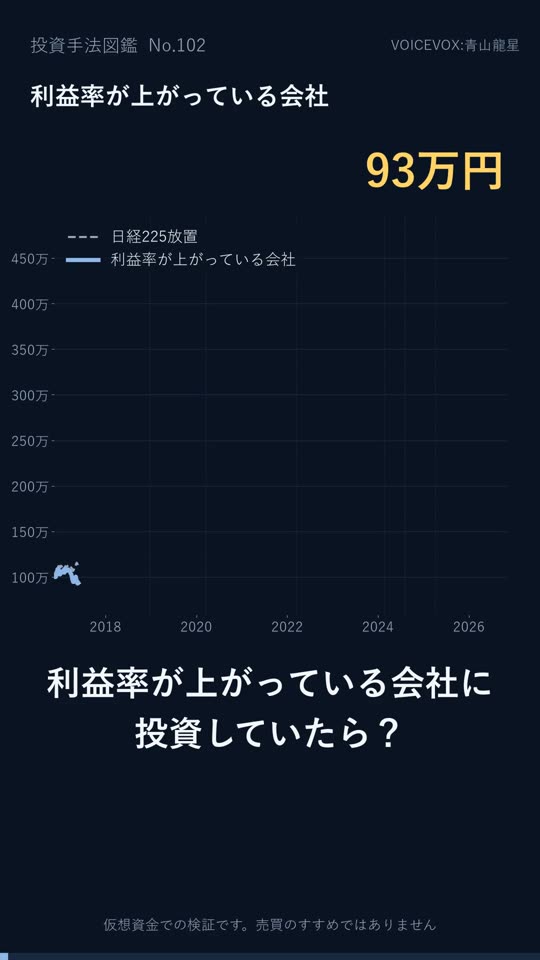 投資手法図鑑 No.102
VOICEVOX:青山龍星
利益率が上がっている会社
93万円
日経225放置
利益率が上がっている会社
450万
400万
350万
300万
250万
200万
150万
100万
2018 2020 2022 2024 2026
利益率が上がっている会社に
投資していたら？
仮想資金での検証です。売買のすすめではありません